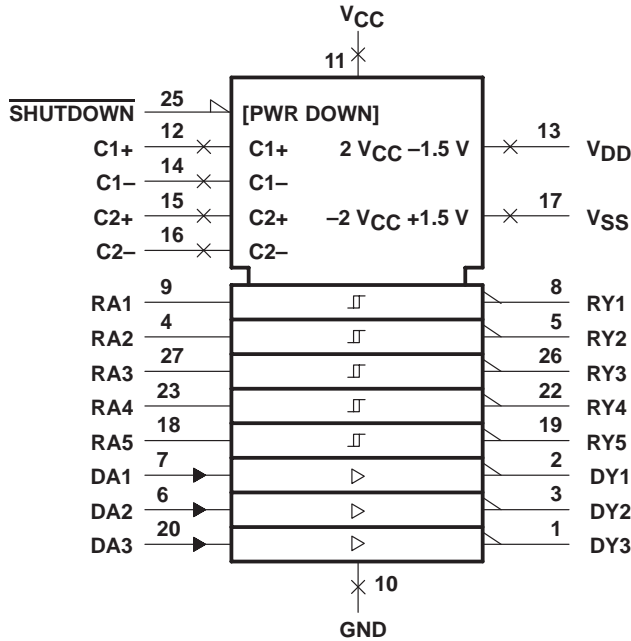 VCC
11
SHUTDOWN 25 [PWR DOWN]
C1+ 12 C1+ 2 VCC –1.5 V 13 VDD
C1– 14 C1–
C2+ 15 C2+ –2 VCC +1.5 V 17 VSS
C2– 16 C2–
RA1 9 8 RY1
RA2 4 5 RY2
RA3 27 26 RY3
RA4 23 22 RY4
RA5 18 19 RY5
DA1 7 2 DY1
DA2 6 3 DY2
DA3 20 1 DY3
10
GND